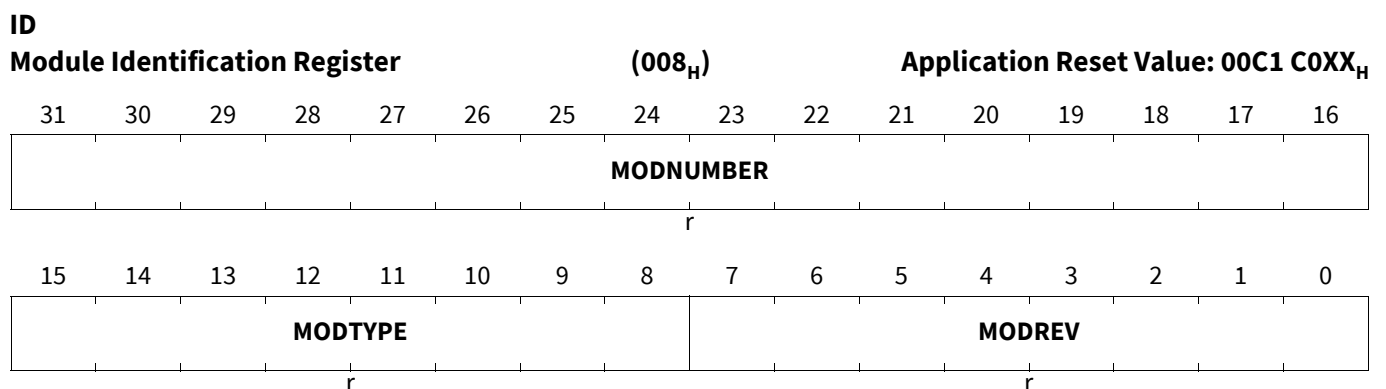 ID
Module Identification Register (008H) Application Reset Value: 00C1 C0XXH
31 30 29 28 27 26 25 24 23 22 21 20 19 18 17 16
MODNUMBER
r
15 14 13 12 11 10 9 8 7 6 5 4 3 2 1 0
MODTYPE MODREV
r r